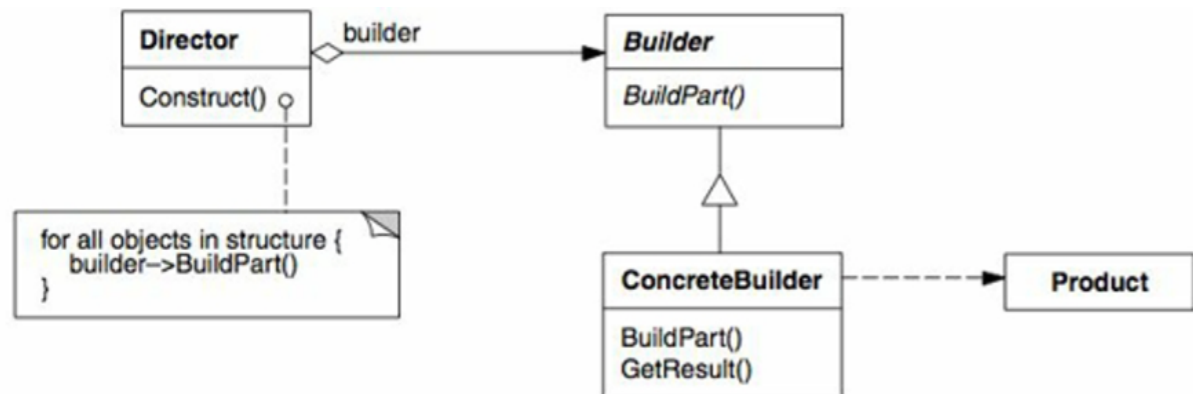 Director
builder
Builder
Construct()
BuildPart()
for all objects in structure {
builder->BuildPart()
}
ConcreteBuilder
Product
BuildPart()
GetResult()